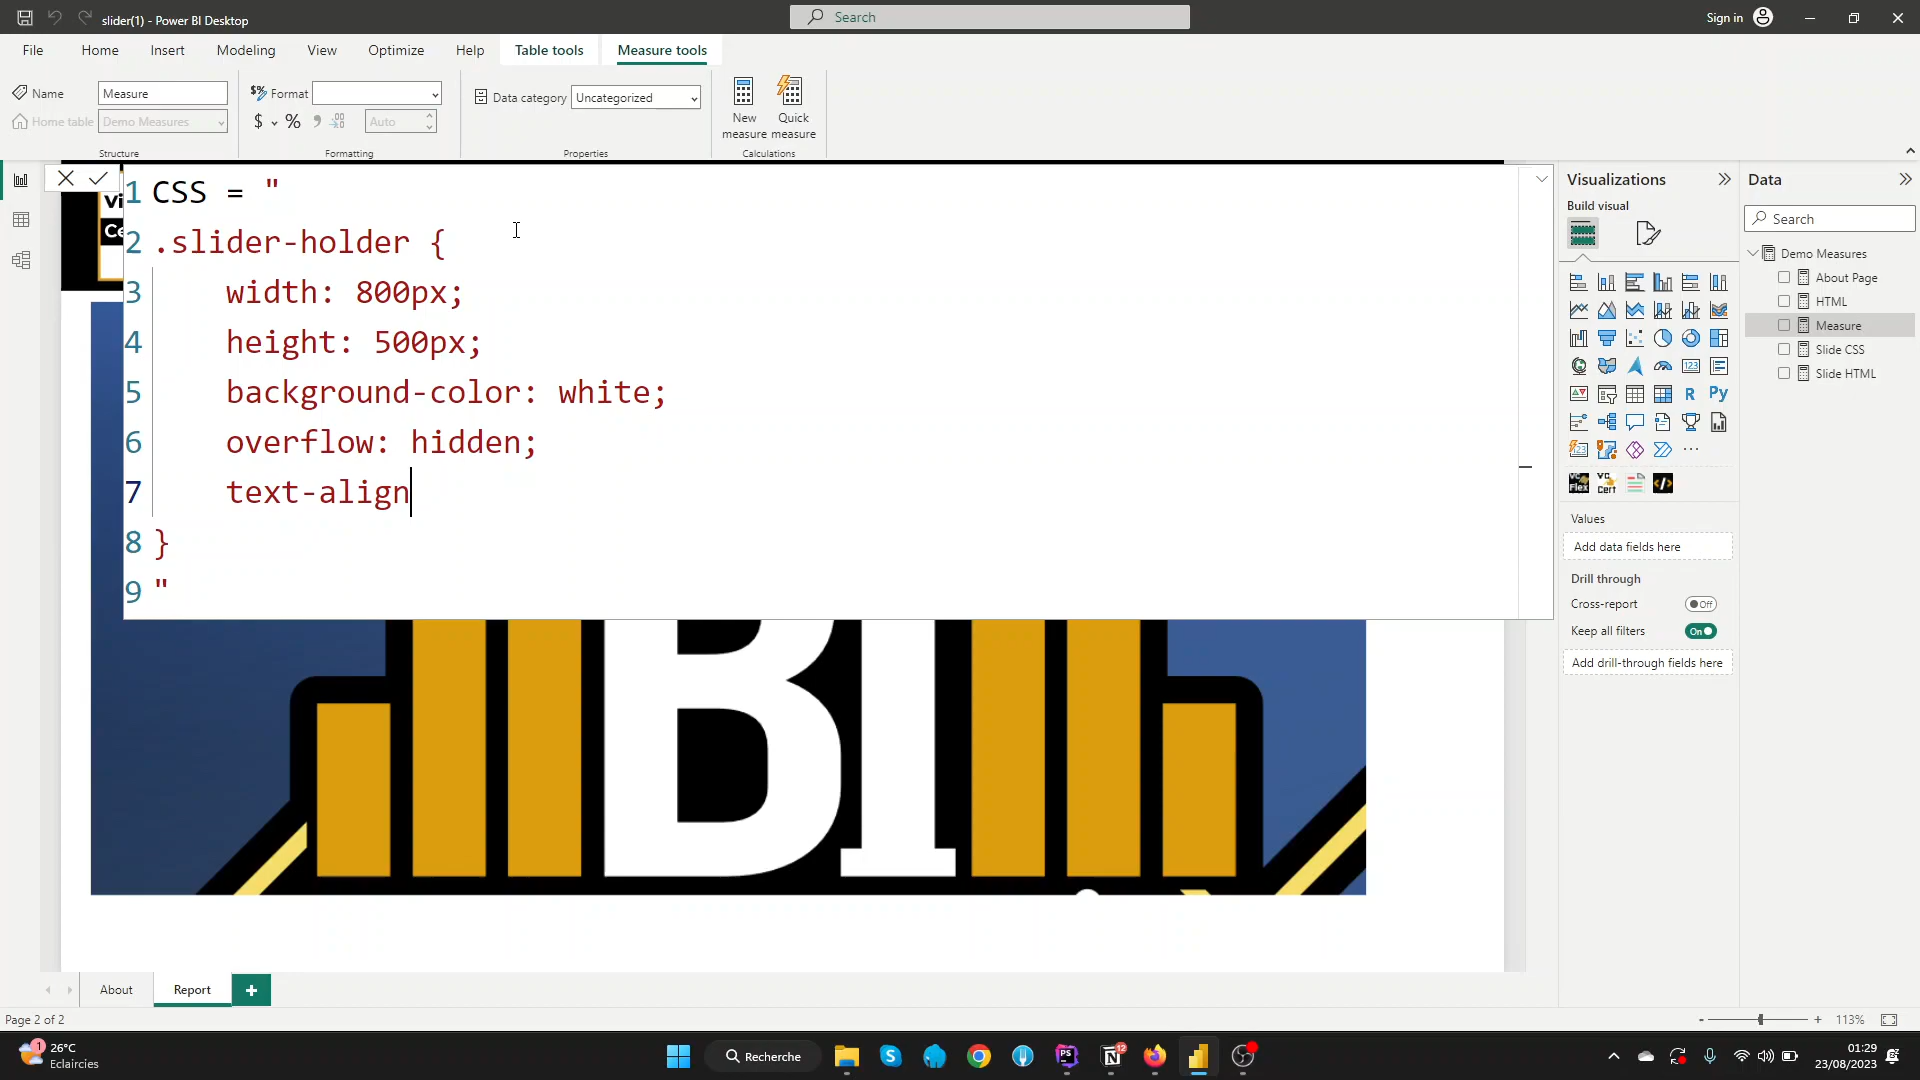 slider(1) - Power BI Desktop
Search
Sign in
File
Home
Insert
Modeling
View
Optimize
Help
Table tools
Measure tools
Name
Measure
Home table
Demo Measures
Structure
Format
$ %
Auto
Formatting
Data category
Uncategorized
Properties
New measure
Quick measure
Calculations
1 CSS = "
2 .slider-holder {
3 width: 800px;
4 height: 500px;
5 background-color: white;
6 overflow: hidden;
7 text-align
8 }
9 "
BI
Visualizations
Build visual
R
Py
123
Values
Add data fields here
Drill through
Cross-report
Off
Keep all filters
On
Add drill-through fields here
Data
Search
Demo Measures
About Page
HTML
Measure
Slide CSS
Slide HTML
About
Report
Page 2 of 2
- + 113%
1
26°C
Eclaircies
Recherche
PS
12
01:29
23/08/2023